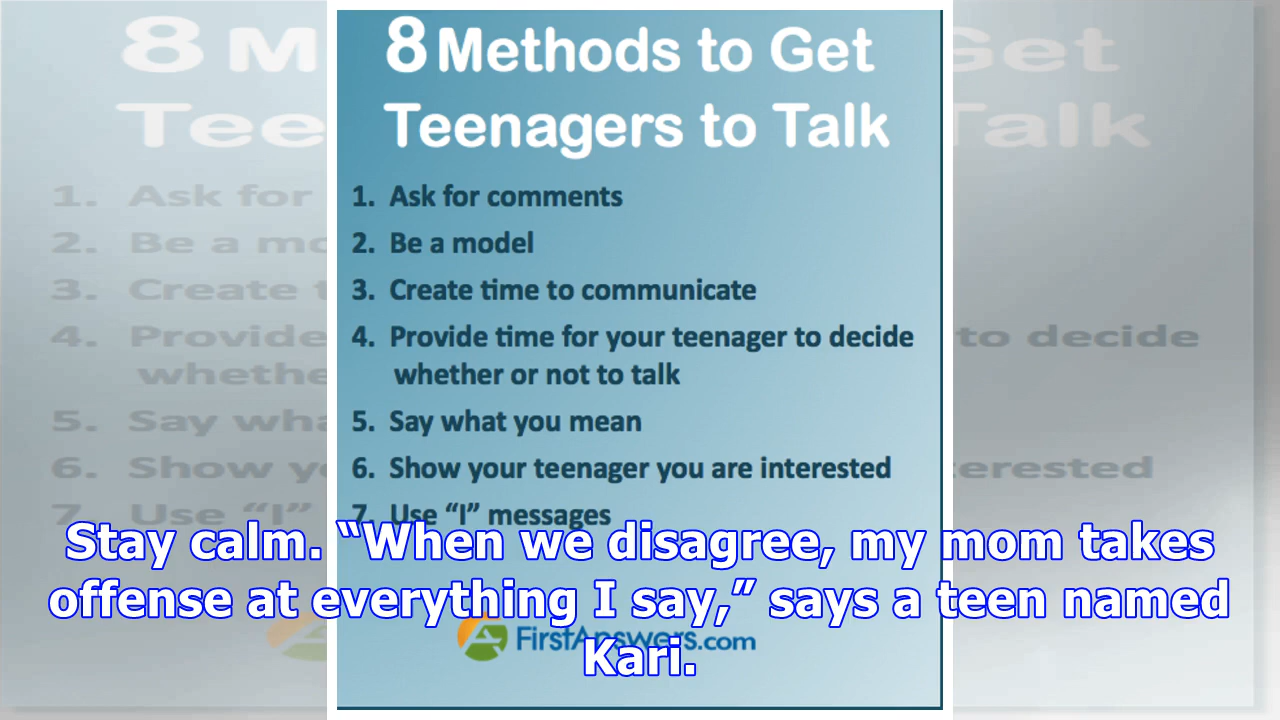 8 Methods to Get
Teenagers to Talk
1. Ask for comments
2. Be a model
3. Create time to communicate
4. Provide time for your teenager to decide
whether or not to talk
5. Say what you mean
6. Show your teenager you are interested
7. Use “I” messages
Stay calm. “When we disagree, my mom takes
offense at everything I say,” says a teen named
Kari.
FirstAnswers.com